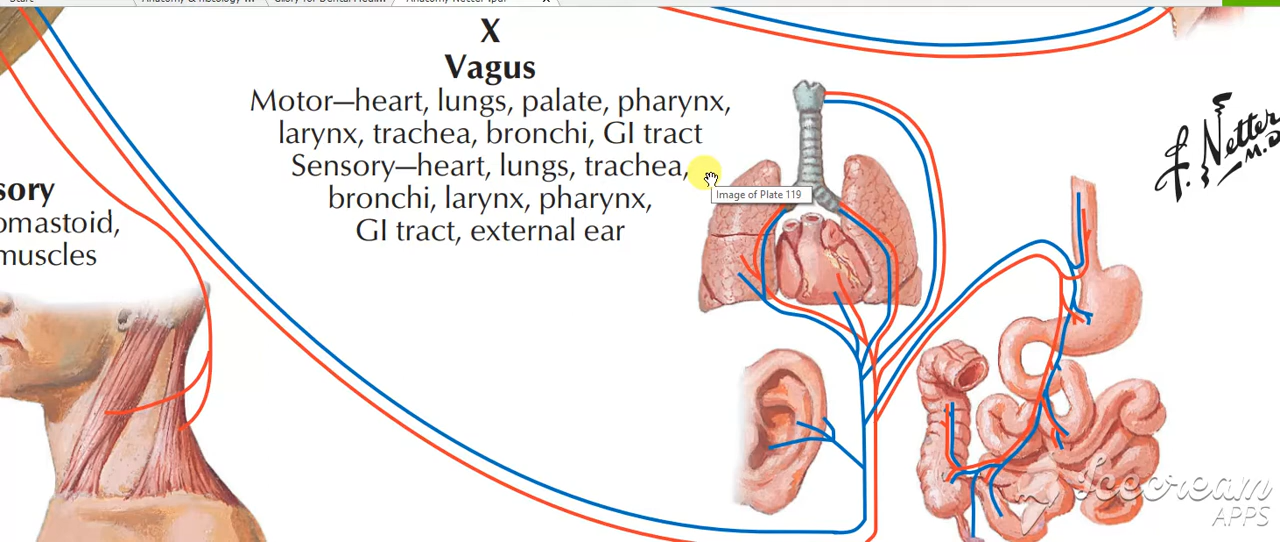 Start
X
Vagus
Motor—heart, lungs, palate, pharynx,
larynx, trachea, bronchi, GI tract
Sensory—heart, lungs, trachea,
bronchi, larynx, pharynx,
GI tract, external ear
Image of Plate 119
sory
omastoid,
muscles
f. Netter
M.D
Icecream
APPS